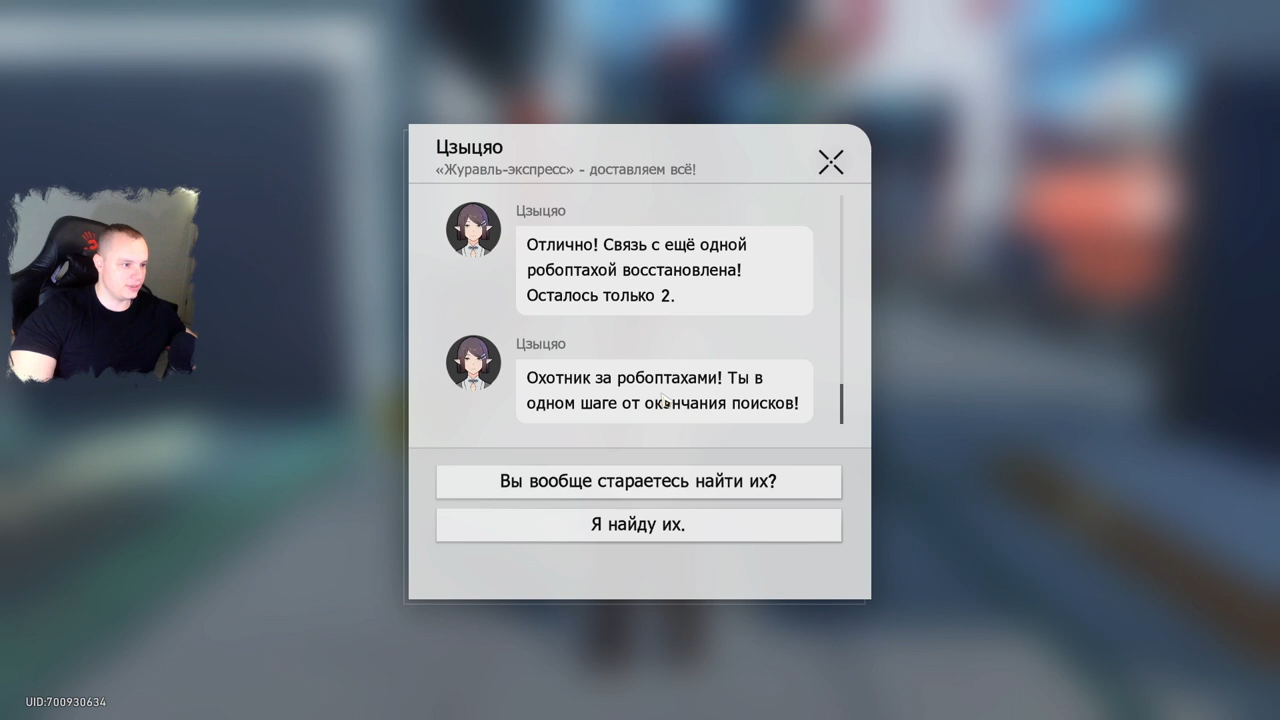 Цзыцяо
«Журавль-экспресс» - доставляем всё!
Цзыцяо
Отлично! Связь с ещё одной
робоптахой восстановлена!
Осталось только 2.
Цзыцяо
Охотник за робоптахами! Ты в
одном шаге от окончания поисков!
Вы вообще стараетесь найти их?
Я найду их.
UID:700930634